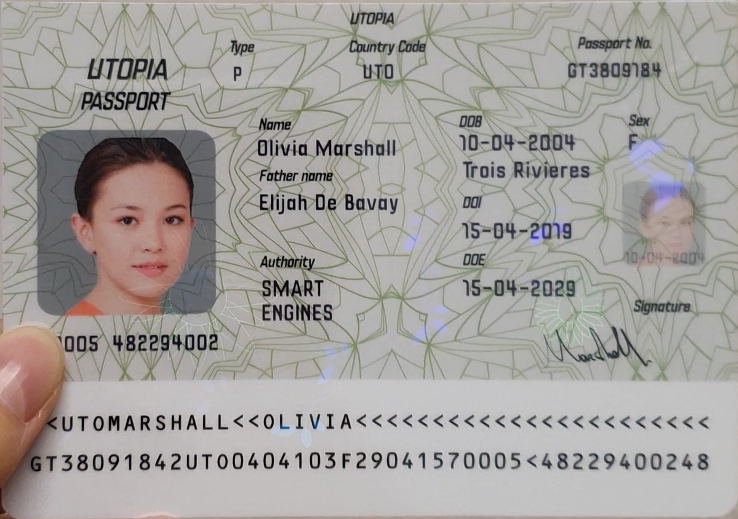 UTOPIA
Type
Country Code
Passport No.
UTOPIA
PASSPORT
P
UTO
GT3809184
Name
DOB
Sex
Olivia Marshall
10-04-2004
F
Father name
Trois Rivieres
Elijah De Bavay
DOI
15-04-2019
10-04-2004
Authority
DOE
SMART
ENGINES
15-04-2029
Signature
005 482294002
Marshall
<UTOMARSHALL<<OLIVIA<<<<<<<<<<<<<<<<<<<<<<<<
GT38091842UTO0404103F29041570005<48229400248